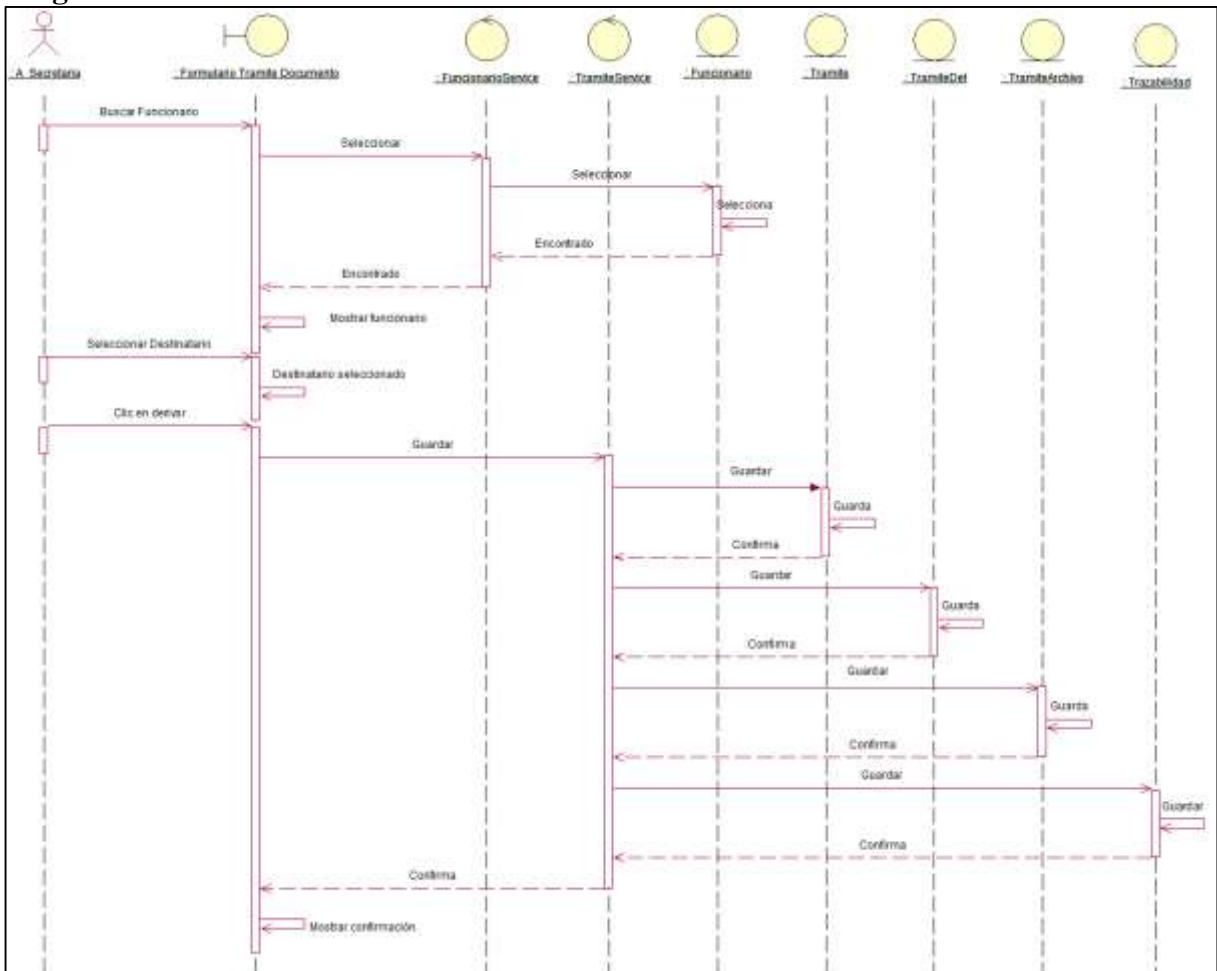 : A_Secretaria
: Formulario Tramite Documento
: FuncionarioService
: TramiteService
: Funcionario
: Tramite
: TramiteDet
: TramiteArchivo
: Trazabilidad
Buscar Funcionario
Seleccionar
Seleccionar
Selecciona
Encontrado
Encontrado
Mostrar funcionario
Seleccionar Destinatario
Destinatario seleccionado
Clic en derivar
Guardar
Guardar
Guarda
Confirma
Guardar
Guarda
Confirma
Guardar
Guarda
Confirma
Guardar
Guardar
Confirma
Confirma
Mostrar confirmación